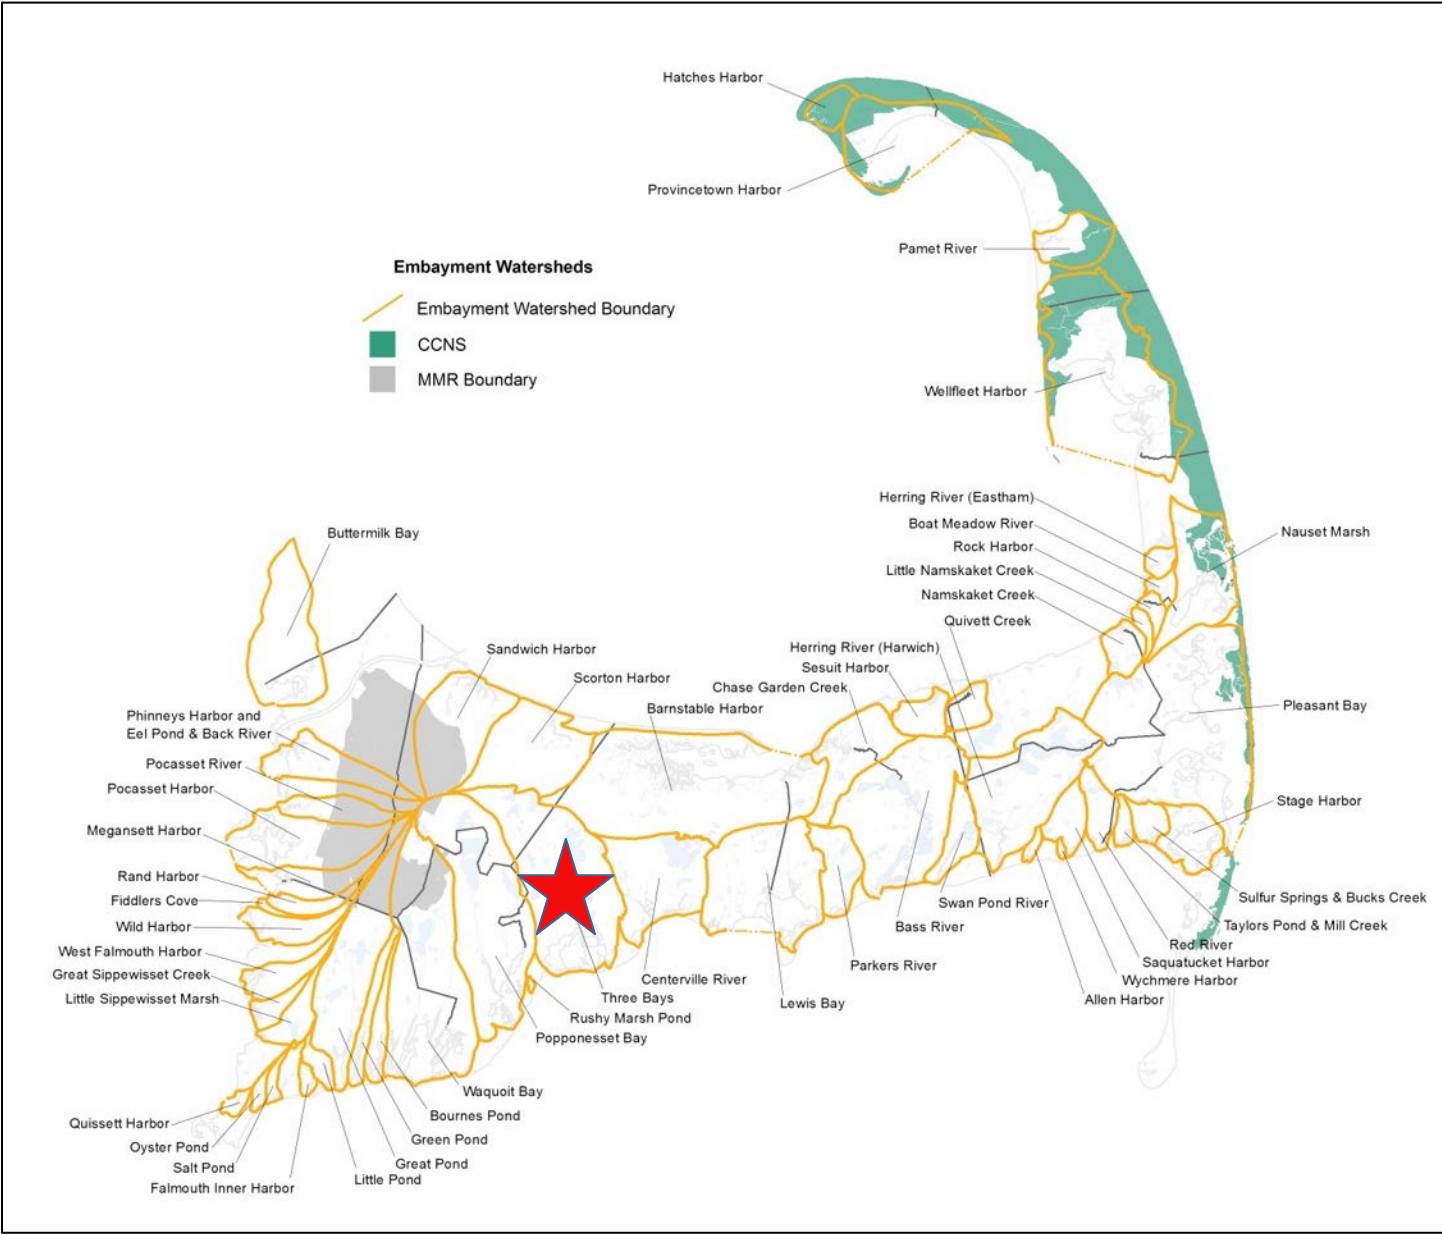 Hatches Harbor
Provincetown Harbor
Pamet River
Embayment Watersheds
Embayment Watershed Boundary
CCNS
MMR Boundary
Wellfleet Harbor
Herring River (Eastham)
Boat Meadow River
Rock Harbor
Little Namskaket Creek
Namskaket Creek
Quivett Creek
Nauset Marsh
Buttermilk Bay
Sandwich Harbor
Scorton Harbor
Barnstable Harbor
Herring River (Harwich)
Sesuit Harbor
Chase Garden Creek
Pleasant Bay
Phinneys Harbor and
Eel Pond & Back River
Pocasset River
Pocasset Harbor
Megansett Harbor
Rand Harbor
Fiddlers Cove
Wild Harbor
West Falmouth Harbor
Great Sippewisset Creek
Little Sippewisset Marsh
Stage Harbor
Sulfur Springs & Bucks Creek
Taylors Pond & Mill Creek
Red River
Saquatucket Harbor
Wychmere Harbor
Allen Harbor
Swan Pond River
Bass River
Parkers River
Lewis Bay
Centerville River
Three Bays
Rushy Marsh Pond
Popponesset Bay
Waquoit Bay
Bournes Pond
Green Pond
Great Pond
Little Pond
Quissett Harbor
Oyster Pond
Salt Pond
Falmouth Inner Harbor